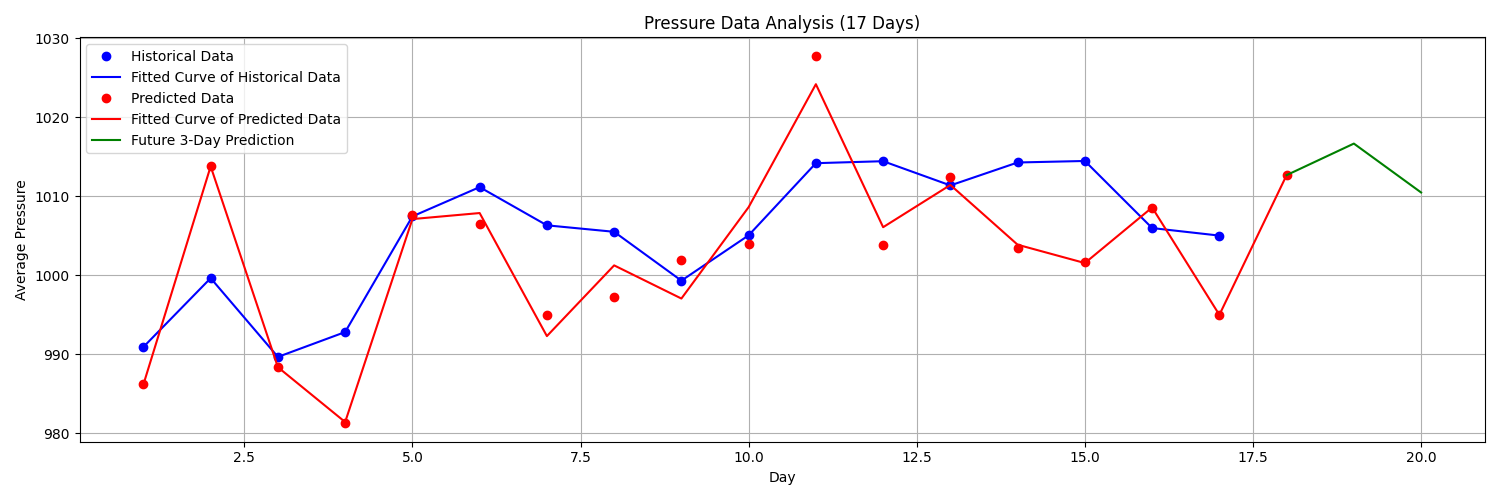 Pressure Data Analysis (17 Days)
Historical Data
Fitted Curve of Historical Data
Predicted Data
Fitted Curve of Predicted Data
Future 3-Day Prediction
Average Pressure
1030
1020
1010
1000
990
980
2.5 5.0 7.5 10.0 12.5 15.0 17.5 20.0
Day